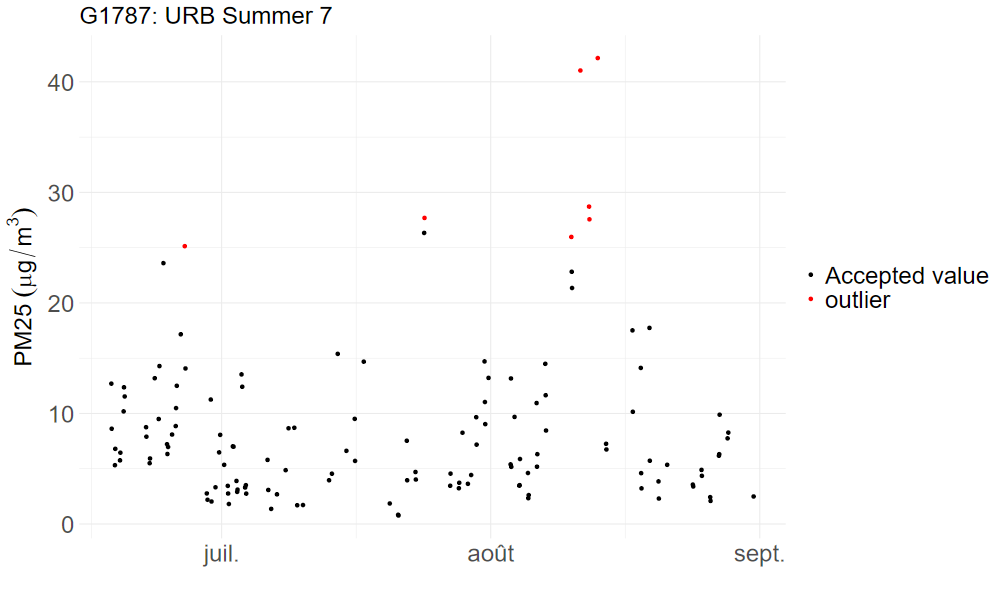 G1787: URB Summer 7
PM25 (μg/m³)
40
30
20
10
0
juil.
août
sept.
Accepted value
outlier